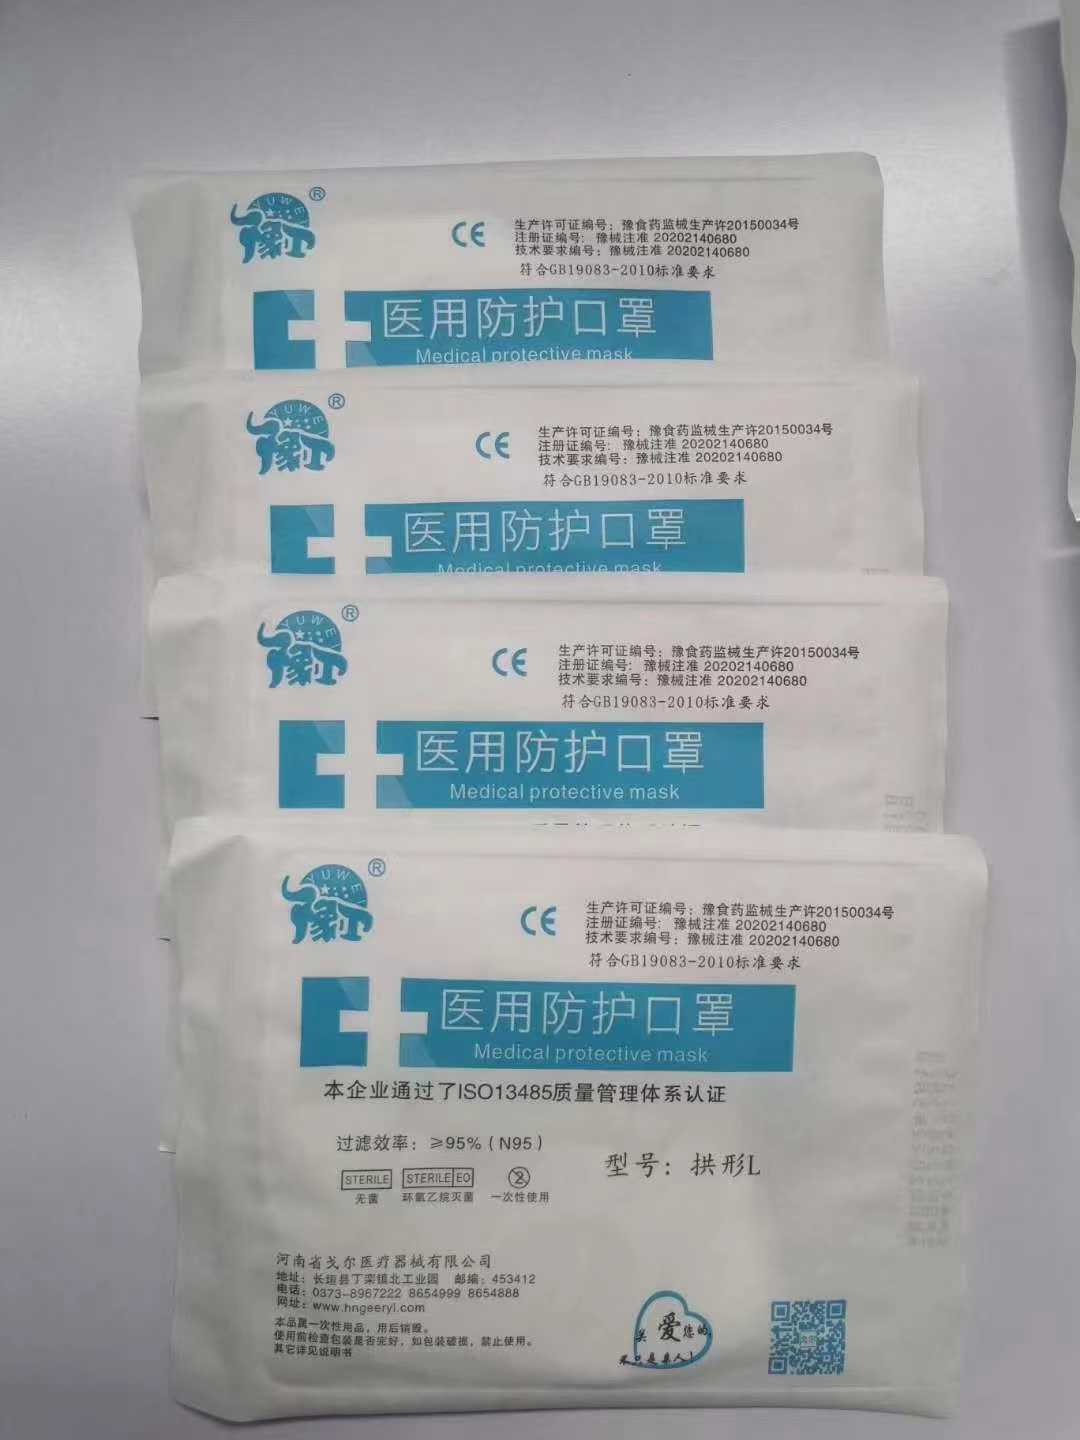 YUWEI
豫卫
®
CE
生产许可证编号：豫食药监械生产许20150034号
注册证编号：豫械注准 20202140680
技术要求编号：豫械注准 20202140680
符合GB19083-2010标准要求
医用防护口罩
Medical protective mask
YUWEI
豫卫
®
CE
生产许可证编号：豫食药监械生产许20150034号
注册证编号：豫械注准 20202140680
技术要求编号：豫械注准 20202140680
符合GB19083-2010标准要求
医用防护口罩
Medical protective mask
YUWEI
豫卫
®
CE
生产许可证编号：豫食药监械生产许20150034号
注册证编号：豫械注准 20202140680
技术要求编号：豫械注准 20202140680
符合GB19083-2010标准要求
医用防护口罩
Medical protective mask
YUWEI
豫卫
®
CE
生产许可证编号：豫食药监械生产许20150034号
注册证编号：豫械注准 20202140680
技术要求编号：豫械注准 20202140680
符合GB19083-2010标准要求
医用防护口罩
Medical protective mask
本企业通过了ISO13485质量管理体系认证
过滤效率：≥95%（N95）
型号：拱形L
STERILE STERILE EO 2
无菌 环氧乙烷灭菌 一次性使用
河南省戈尔医疗器械有限公司
地址：长垣县丁栾镇北工业园 邮编：453412
电话：0373-8967222 8654999 8654888
网址：www.hngeeryl.com
本品属一次性用品，用后销毁。
使用前检查包装是否完好，如包装破损，禁止使用。
其它详见说明书
关爱您的,
不只是亲人！